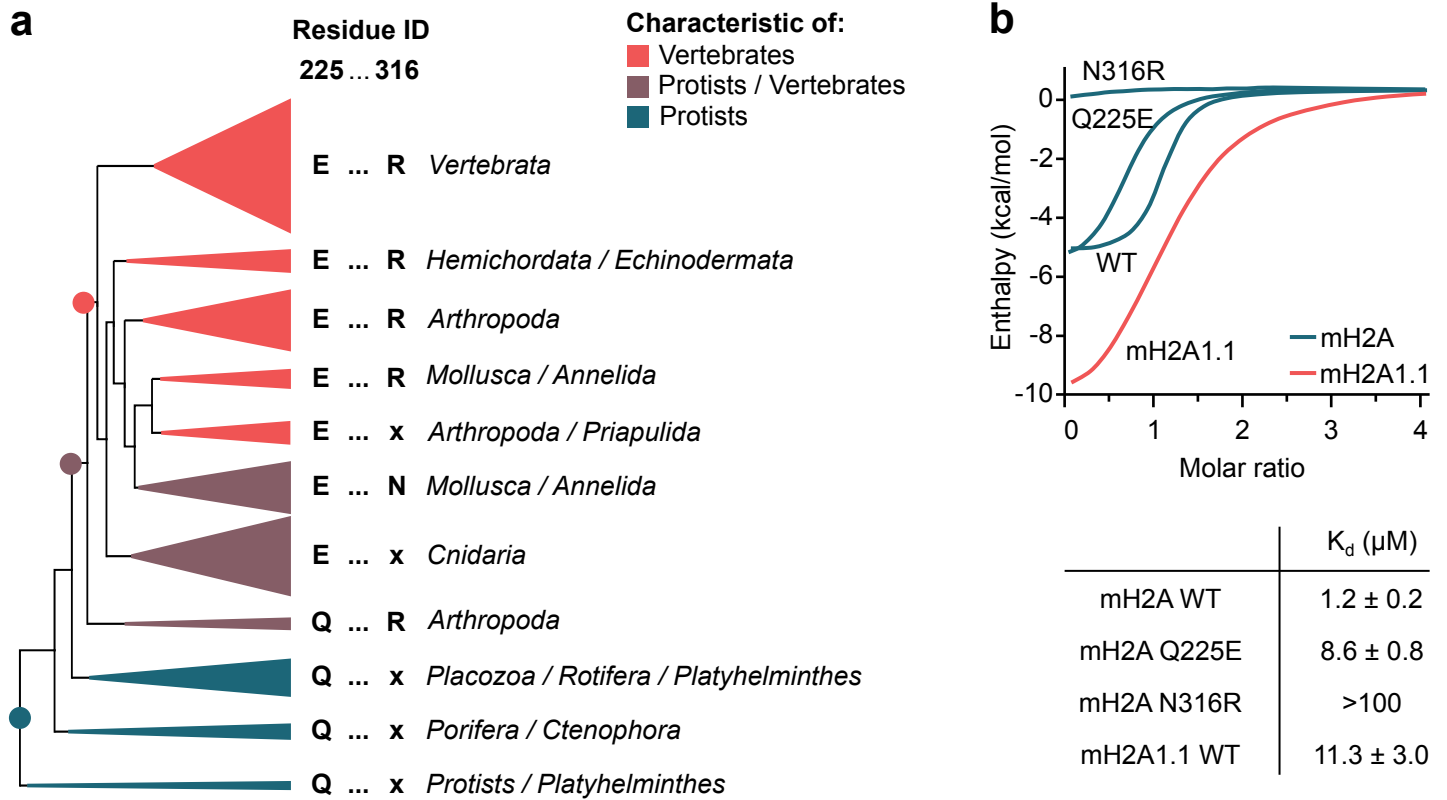 a
Residue ID
225 ... 316
Characteristic of:
Vertebrates
Protists / Vertebrates
Protists
E ... R Vertebrata
E ... R Hemichordata / Echinodermata
E ... R Arthropoda
E ... R Mollusca / Annelida
E ... x Arthropoda / Priapulida
E ... N Mollusca / Annelida
E ... x Cnidaria
Q ... R Arthropoda
Q ... x Placozoa / Rotifera / Platyhelminthes
Q ... x Porifera / Ctenophora
Q ... x Protists / Platyhelminthes
b
N316R
Q225E
WT
mH2A1.1
mH2A
mH2A1.1
Enthalpy (kcal/mol)
0
-2
-4
-6
-8
-10
0 1 2 3 4
Molar ratio
Kd (μM)
mH2A WT 1.2 ± 0.2
mH2A Q225E 8.6 ± 0.8
mH2A N316R >100
mH2A1.1 WT 11.3 ± 3.0